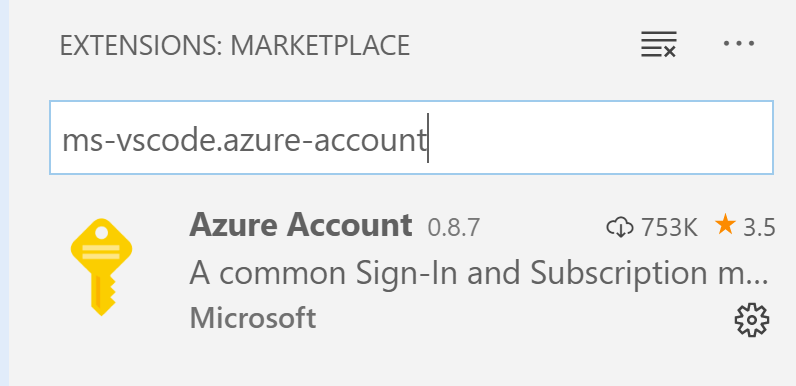 EXTENSIONS: MARKETPLACE
ms-vscode.azure-account
Azure Account 0.8.7 753K 3.5
A common Sign-In and Subscription m...
Microsoft